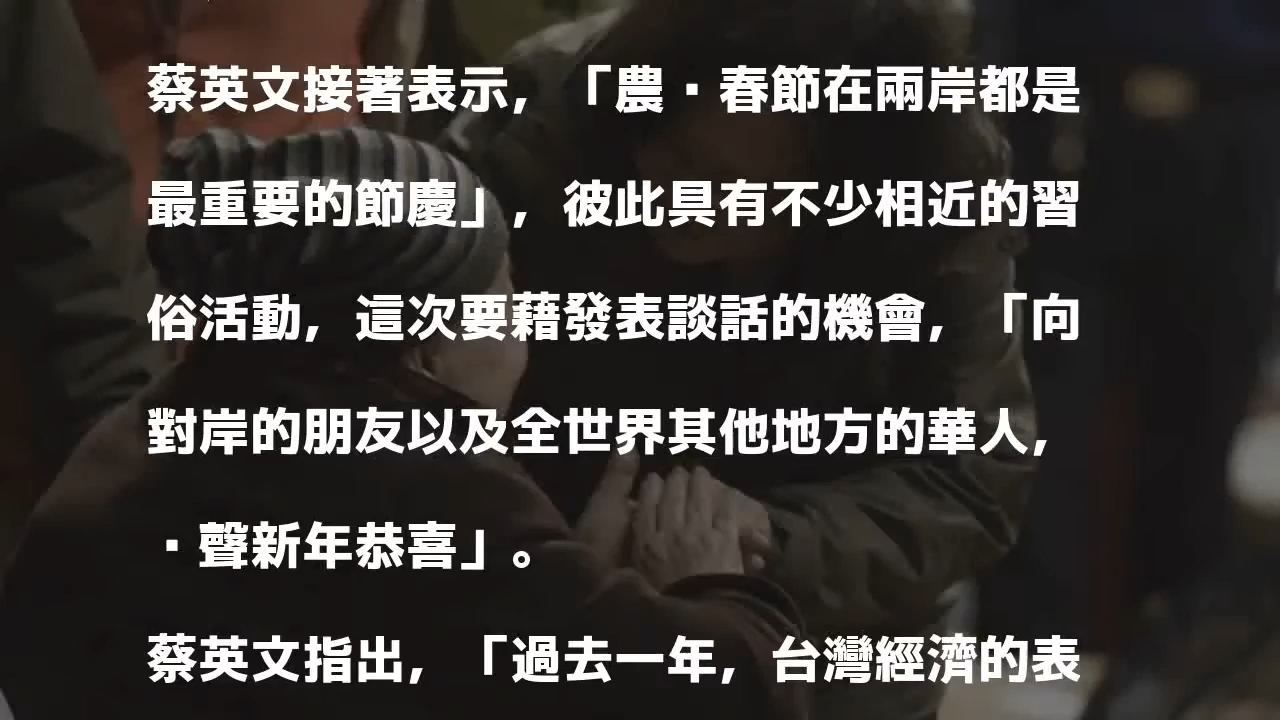 蔡英文接著表示，「農▪春節在兩岸都是
最重要的節慶」，彼此具有不少相近的習
俗活動，這次要藉發表談話的機會，「向
對岸的朋友以及全世界其他地方的華人，
▪聲新年恭喜」。
蔡英文指出，「過去一年，台灣經濟的表